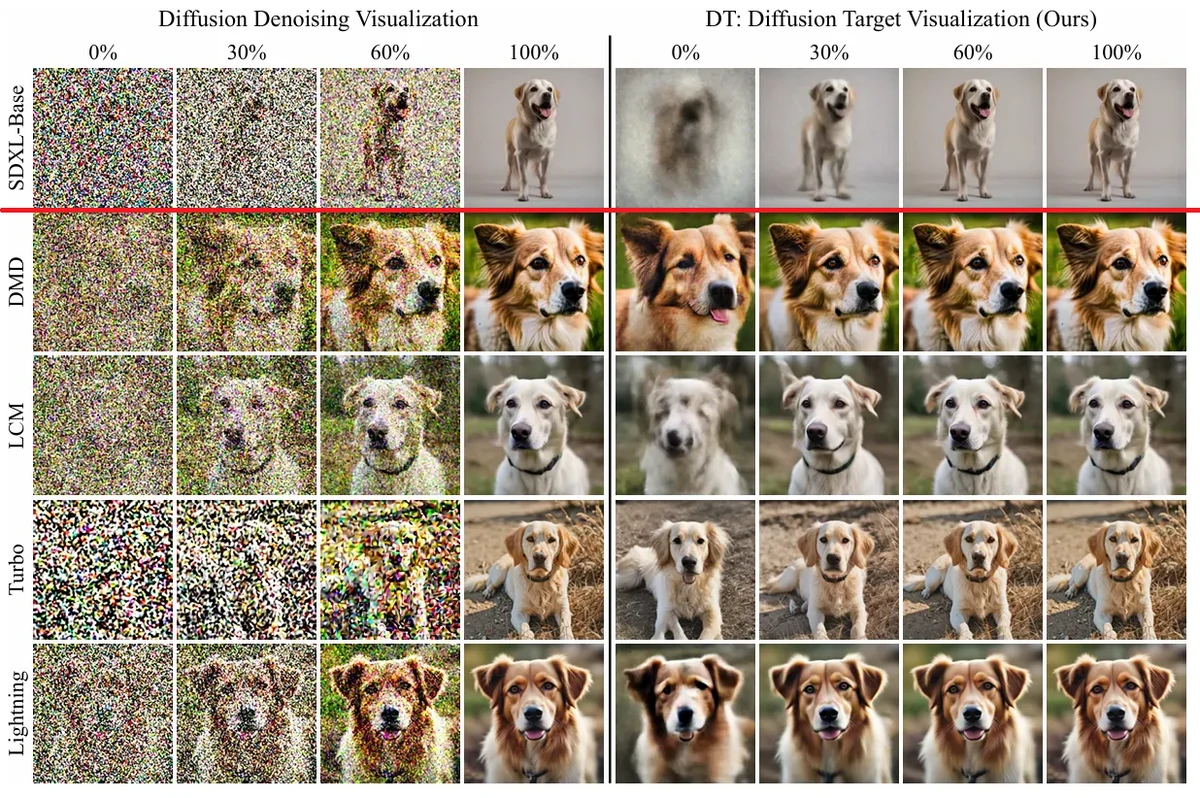 Diffusion Denoising Visualization
DT: Diffusion Target Visualization (Ours)
0% 30% 60% 100% 0% 30% 60% 100%
SDXL-Base
DMD
LCM
Turbo
Lightning